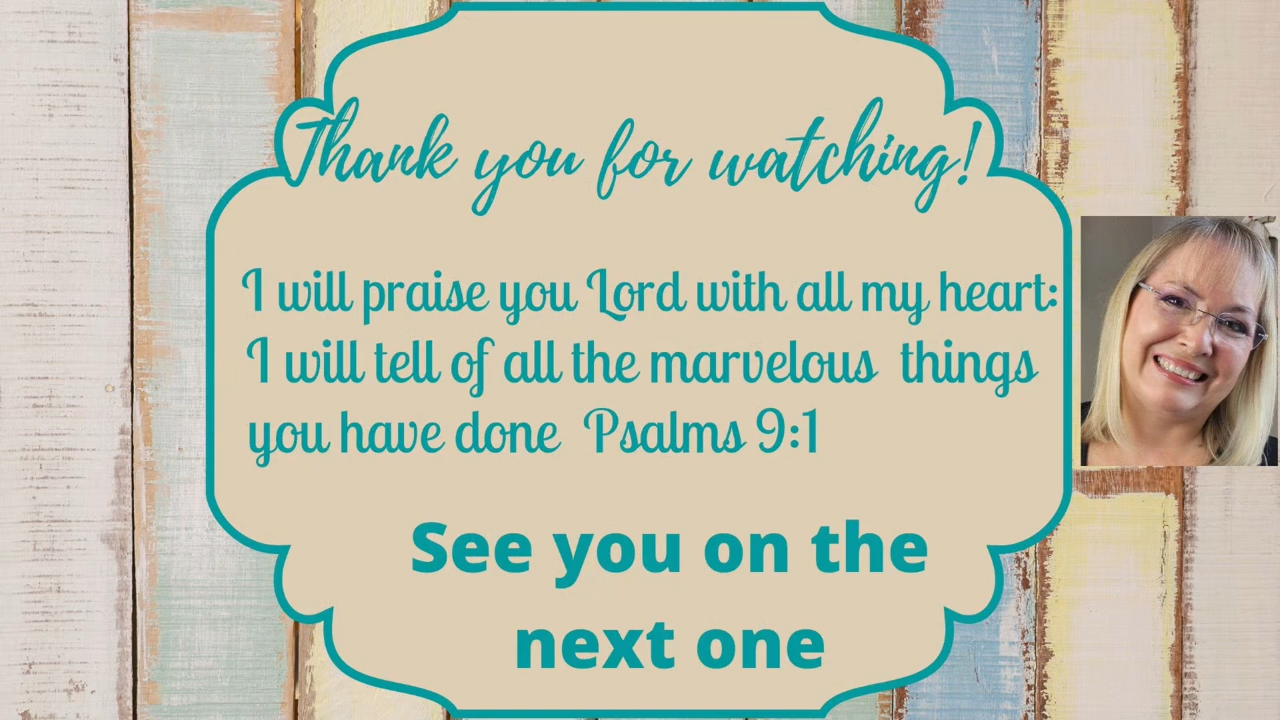 Thank you for watching!
I will praise you Lord with all my heart:
I will tell of all the marvelous things
you have done Psalms 9:1
See you on the
next one